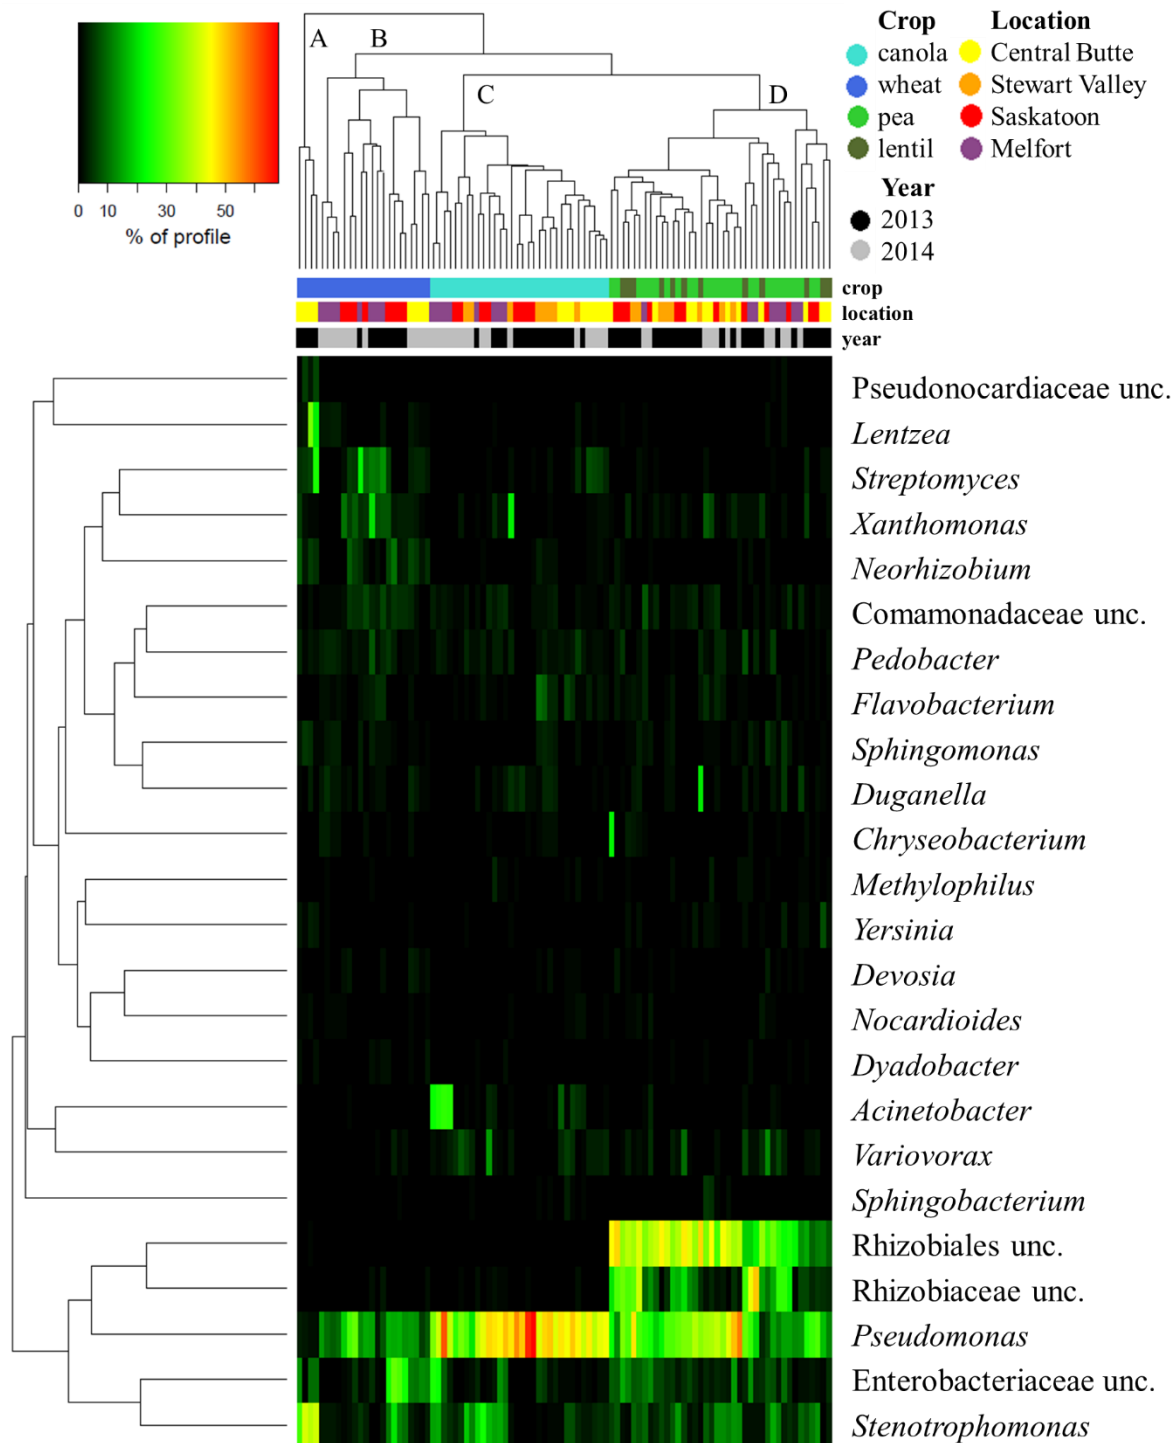 A B
C
D
Crop Location
canola Central Butte
wheat Stewart Valley
pea Saskatoon
lentil Melfort
Year
2013
2014
0 10 30 50
% of profile
crop
location
year
Pseudonocardiaceae unc.
Lentzea
Streptomyces
Xanthomonas
Neorhizobium
Comamonadaceae unc.
Pedobacter
Flavobacterium
Sphingomonas
Duganella
Chryseobacterium
Methylophilus
Yersinia
Devosia
Nocardioides
Dyadobacter
Acinetobacter
Variovorax
Sphingobacterium
Rhizobiales unc.
Rhizobiaceae unc.
Pseudomonas
Enterobacteriaceae unc.
Stenotrophomonas